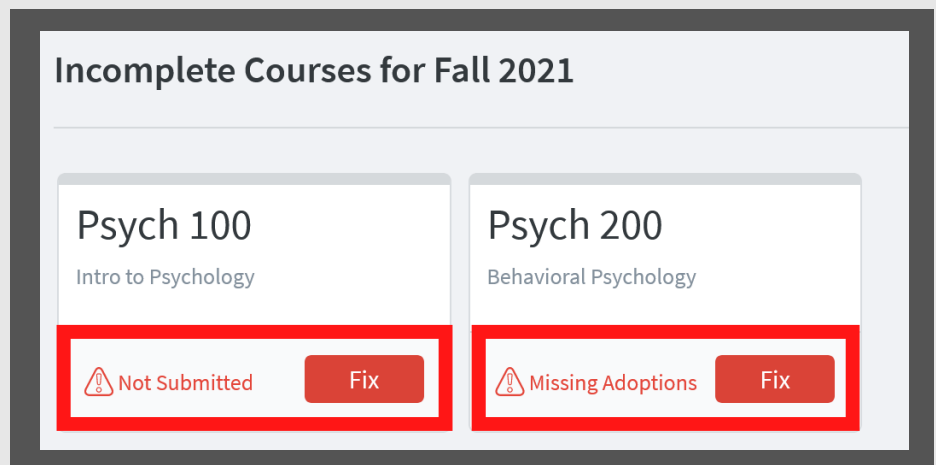 Incomplete Courses for Fall 2021
Psych 100
Intro to Psychology
Not Submitted
Fix
Psych 200
Behavioral Psychology
Missing Adoptions
Fix